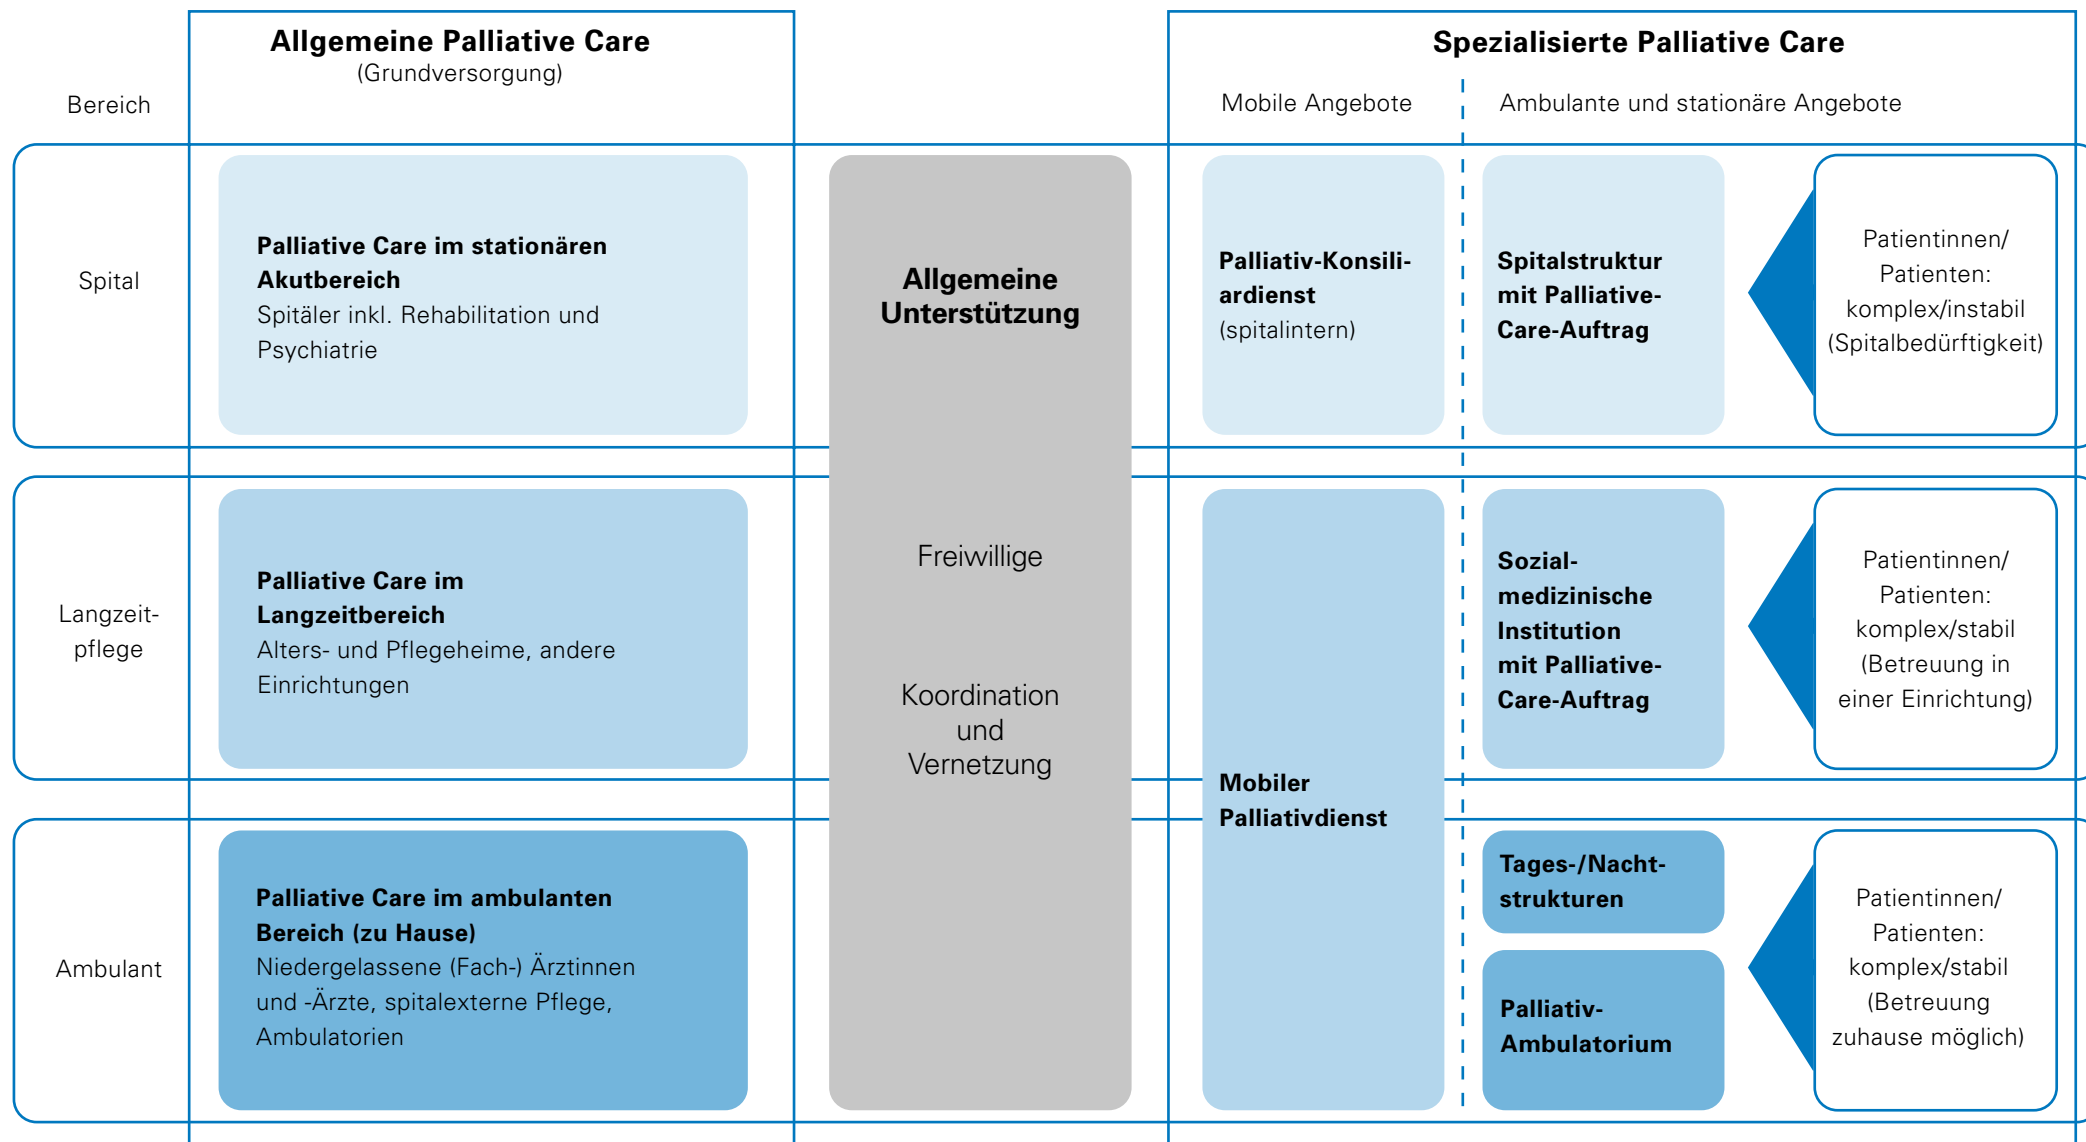 Allgemeine Palliative Care
(Grundversorgung)
Spezialisierte Palliative Care
Bereich
Mobile Angebote
Ambulante und stationäre Angebote
Spital
Palliative Care im stationären
Akutbereich
Spitäler inkl. Rehabilitation und
Psychiatrie
Allgemeine
Unterstützung
Freiwillige
Koordination
und
Vernetzung
Palliativ-Konsili-
ardienst
(spitalintern)
Spitalstruktur
mit Palliative-
Care-Auftrag
Patientinnen/
Patienten:
komplex/instabil
(Spitalbedürftigkeit)
Langzeit-
pflege
Palliative Care im
Langzeitbereich
Alters- und Pflegeheime, andere
Einrichtungen
Mobiler
Palliativdienst
Sozial-
medizinische
Institution
mit Palliative-
Care-Auftrag
Patientinnen/
Patienten:
komplex/stabil
(Betreuung in
einer Einrichtung)
Ambulant
Palliative Care im ambulanten
Bereich (zu Hause)
Niedergelassene (Fach-) Ärztinnen
und -Ärzte, spitalexterne Pflege,
Ambulatorien
Tages-/Nacht-
strukturen
Palliativ-
Ambulatorium
Patientinnen/
Patienten:
komplex/stabil
(Betreuung
zuhause möglich)